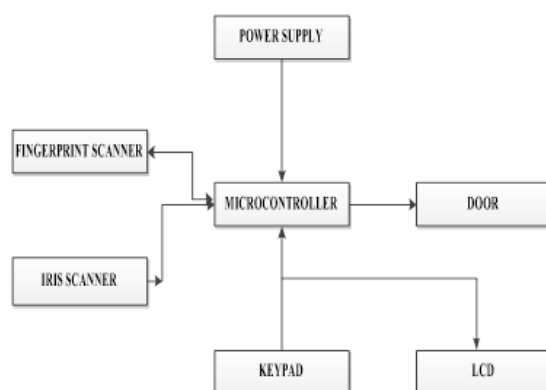 POWER SUPPLY
FINGERPRINT SCANNER
MICROCONTROLLER
DOOR
IRIS SCANNER
KEYPAD
LCD